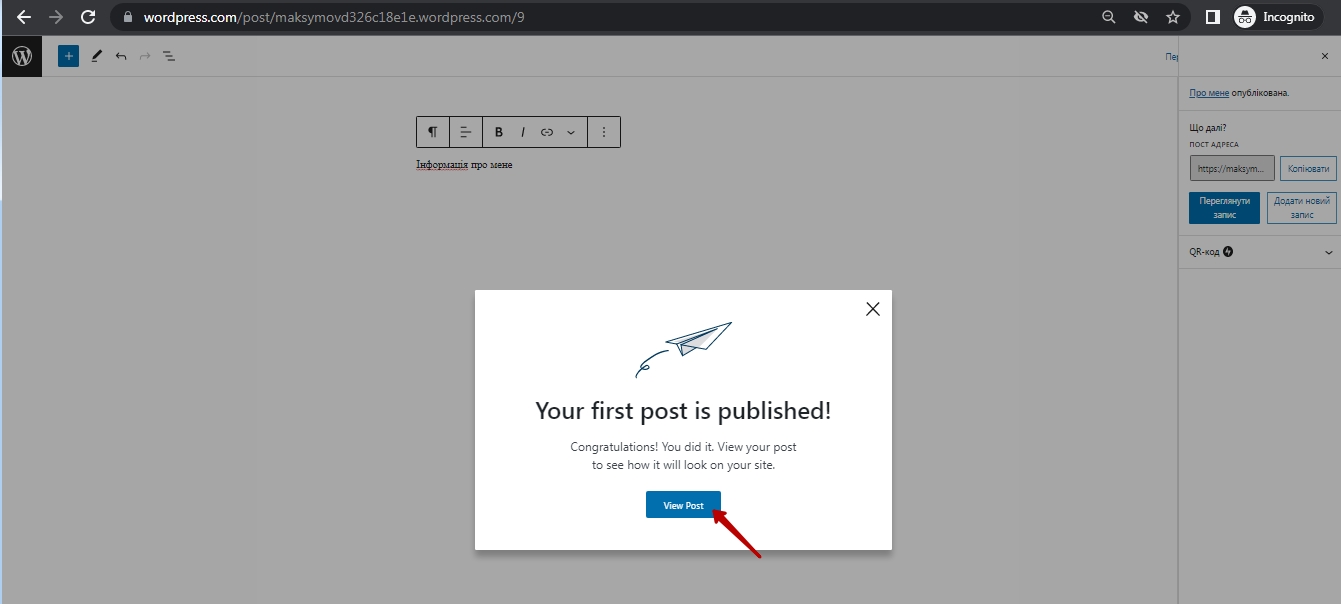 wordpress.com/post/maksymovd326c18e1e.wordpress.com/9
Incognito
Пер
Про мене опублікована.
Що далі?
ПОСТ АДРЕСА
https://maksym...
Копіювати
Переглянути
запис
Додати новий
запис
QR-код
B I
Інформація про мене
Your first post is published!
Congratulations! You did it. View your post
to see how it will look on your site.
View Post